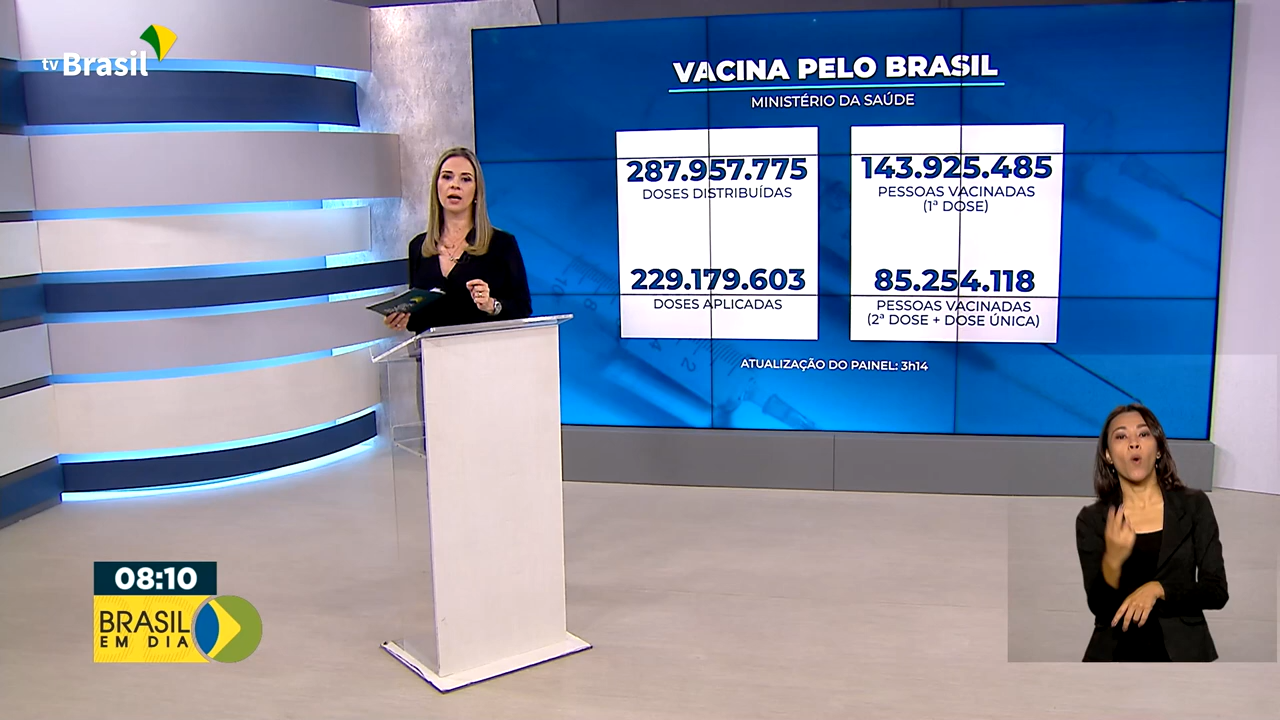 tv Brasil
VACINA PELO BRASIL
MINISTÉRIO DA SAÚDE
287.957.775
DOSES DISTRIBUÍDAS
229.179.603
DOSES APLICADAS
143.925.485
PESSOAS VACINADAS
(1ª DOSE)
85.254.118
PESSOAS VACINADAS
(2ª DOSE + DOSE ÚNICA)
ATUALIZAÇÃO DO PAINEL: 3h14
08:10
BRASIL
EM DIA